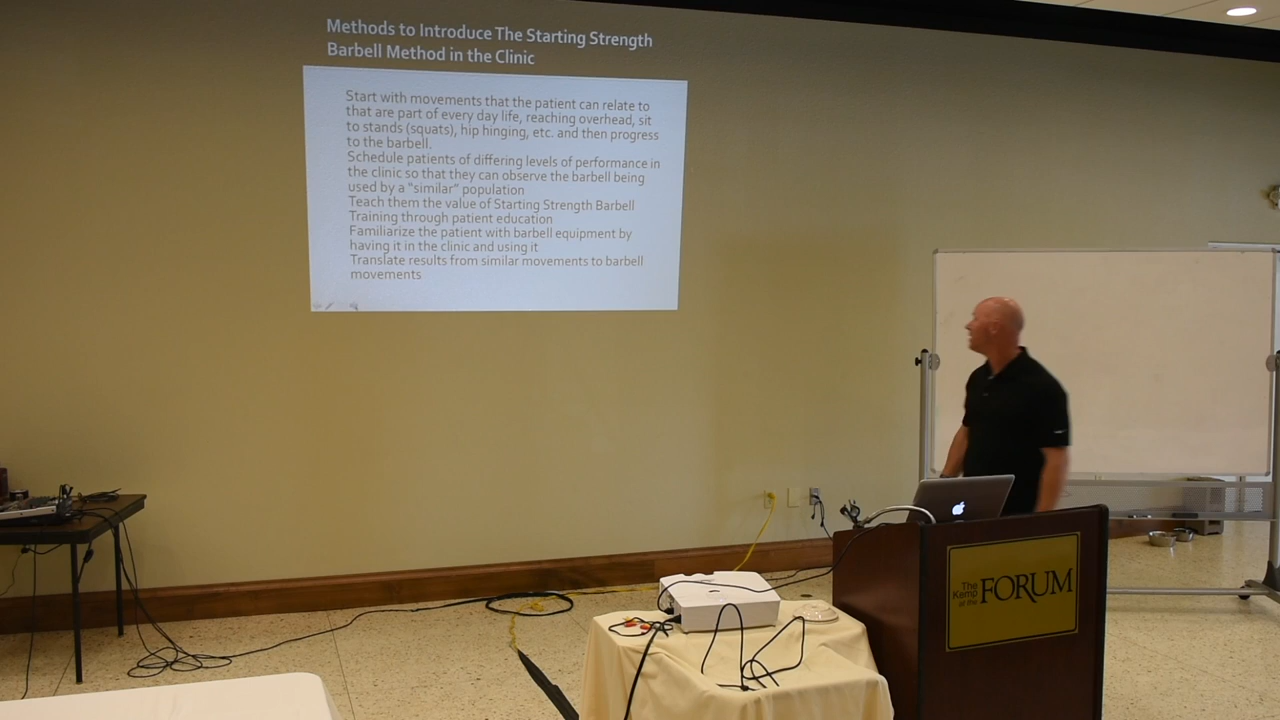 Methods to Introduce The Starting Strength
Barbell Method in the Clinic
Start with movements that the patient can relate to
that are part of every day life, reaching overhead, sit
to stands (squats), hip hinging, etc. and then progress
to the barbell.
Schedule patients of differing levels of performance in
the clinic so that they can observe the barbell being
used by a "similar" population
Teach them the value of Starting Strength Barbell
Training through patient education
Familiarize the patient with barbell equipment by
having it in the clinic and using it
Translate results from similar movements to barbell
movements
The
Kemp
at the
FORUM